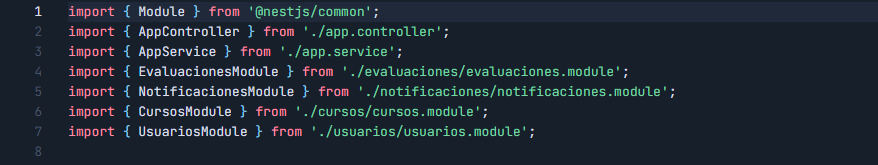 1 import { Module } from '@nestjs/common';
2 import { AppController } from './app.controller';
3 import { AppService } from './app.service';
4 import { EvaluacionesModule } from './evaluaciones/evaluaciones.module';
5 import { NotificacionesModule } from './notificaciones/notificaciones.module';
6 import { CursosModule } from './cursos/cursos.module';
7 import { UsuariosModule } from './usuarios/usuarios.module';
8